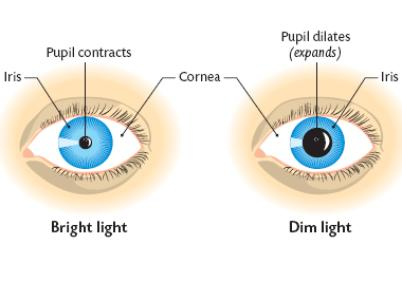 Pupil contracts
Iris
Cornea
Pupil dilates
(expands)
Iris
Bright light
Dim light